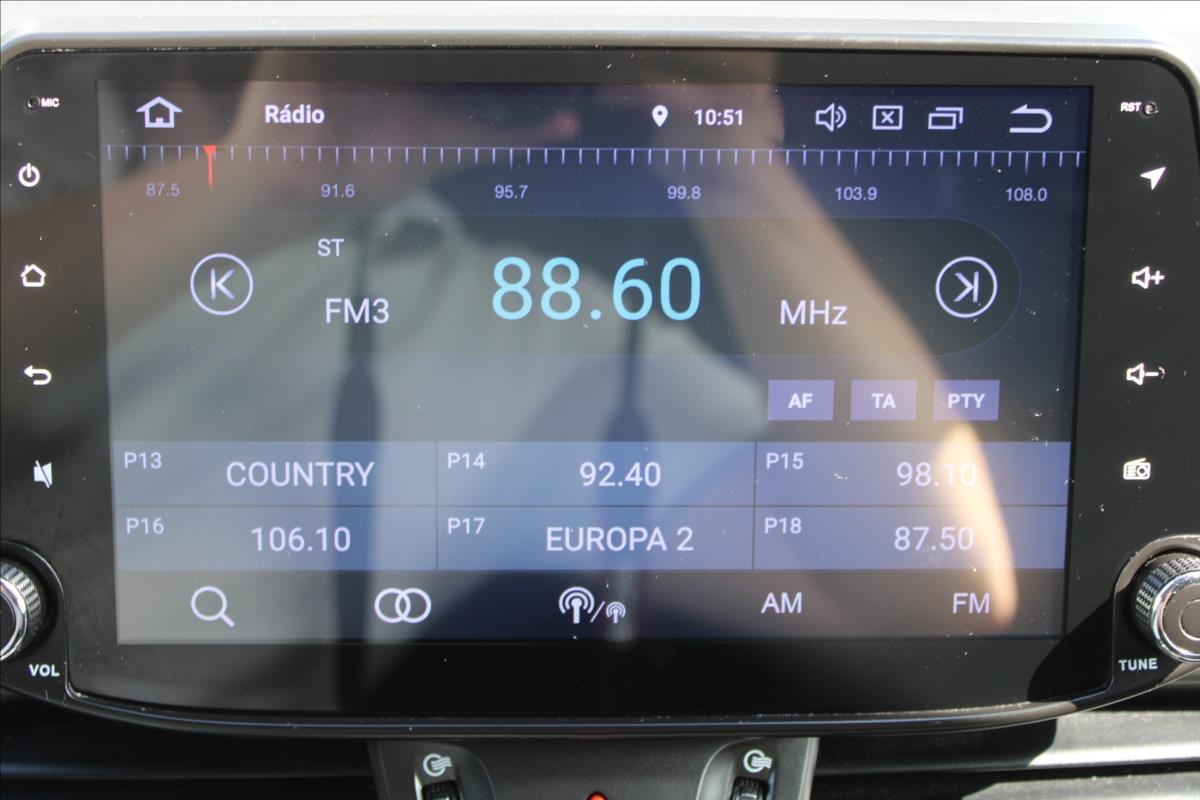 MIC
Rádio
10:51
RST
87.5 91.6 95.7 99.8 103.9 108.0
ST
FM3
88.60
MHz
AF TA PTY
P13 COUNTRY P14 92.40 P15 98.10
P16 106.10 P17 EUROPA 2 P18 87.50
AM FM
VOL
TUNE